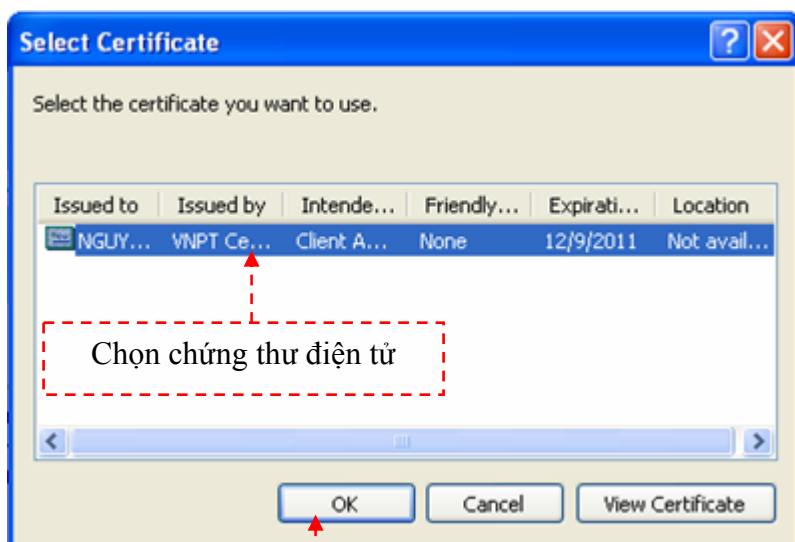 Select Certificate
Select the certificate you want to use.
Issued to Issued by Intende... Friendly... Expirati... Location
NGUY... VNPT Ce... Client A... None 12/9/2011 Not avail...
Chọn chứng thư điện tử
OK Cancel View Certificate